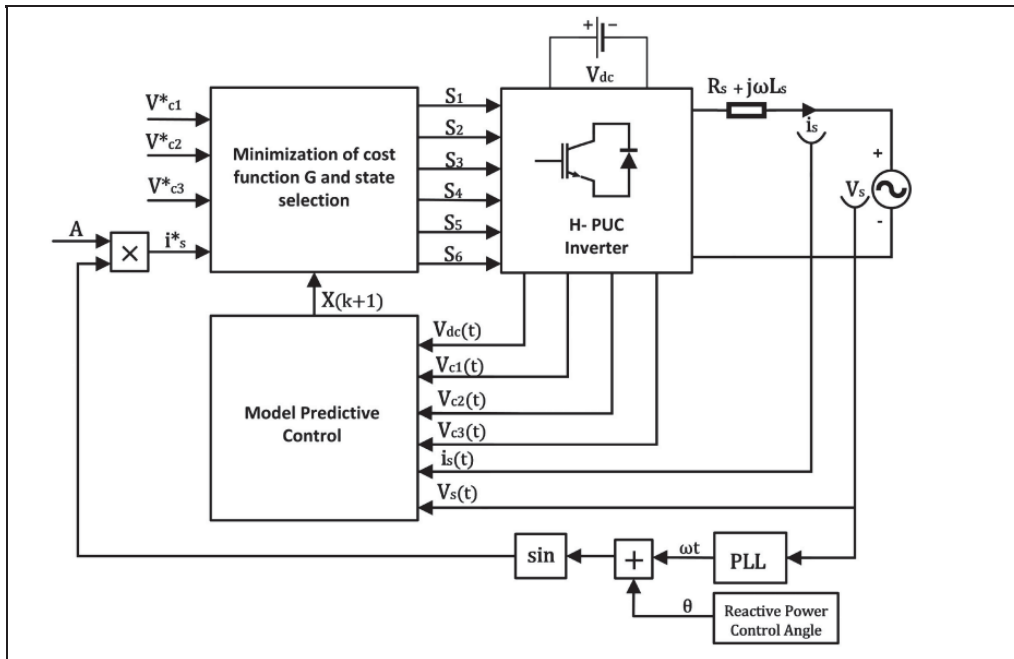 + −
Vdc
Rs + jωLs
is
V*c1
V*c2
V*c3
A
i*s
×
Minimization of cost
function G and state
selection
S1
S2
S3
S4
S5
S6
H- PUC
Inverter
+
Vs
-
X(k+1)
Model Predictive
Control
Vdc(t)
Vc1(t)
Vc2(t)
Vc3(t)
is(t)
Vs(t)
sin
+
ωt
PLL
θ
Reactive Power
Control Angle